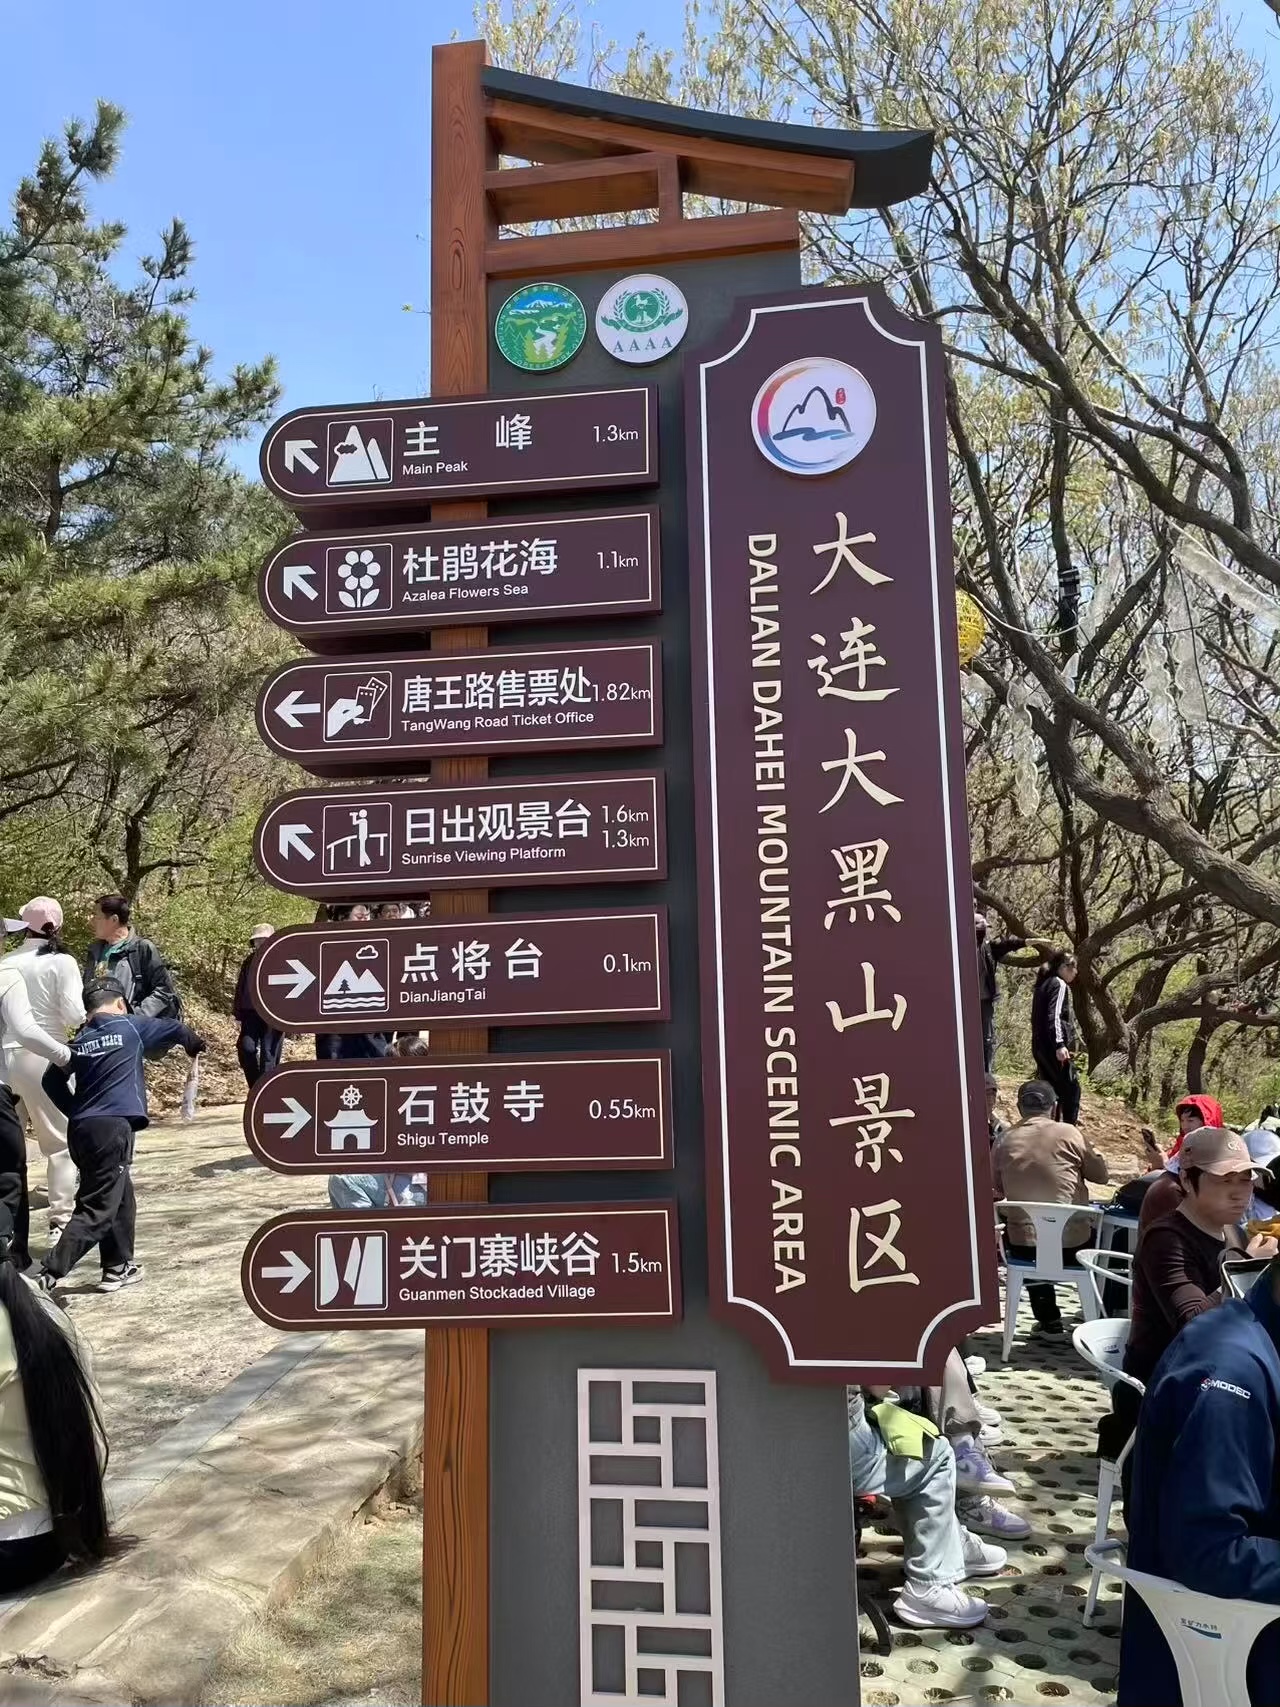 AAAA
主 峰 1.3km
Main Peak
杜鹃花海 1.1km
Azalea Flowers Sea
唐王路售票处 1.82km
TangWang Road Ticket Office
日出观景台 1.6km
1.3km
Sunrise Viewing Platform
点将台 0.1km
DianJiangTai
石鼓寺 0.55km
Shigu Temple
关门寨峡谷 1.5km
Guanmen Stockaded Village
大连大黑山景区
DALIAN DAHEI MOUNTAIN SCENIC AREA
LAGUNA BEACH
MODEC